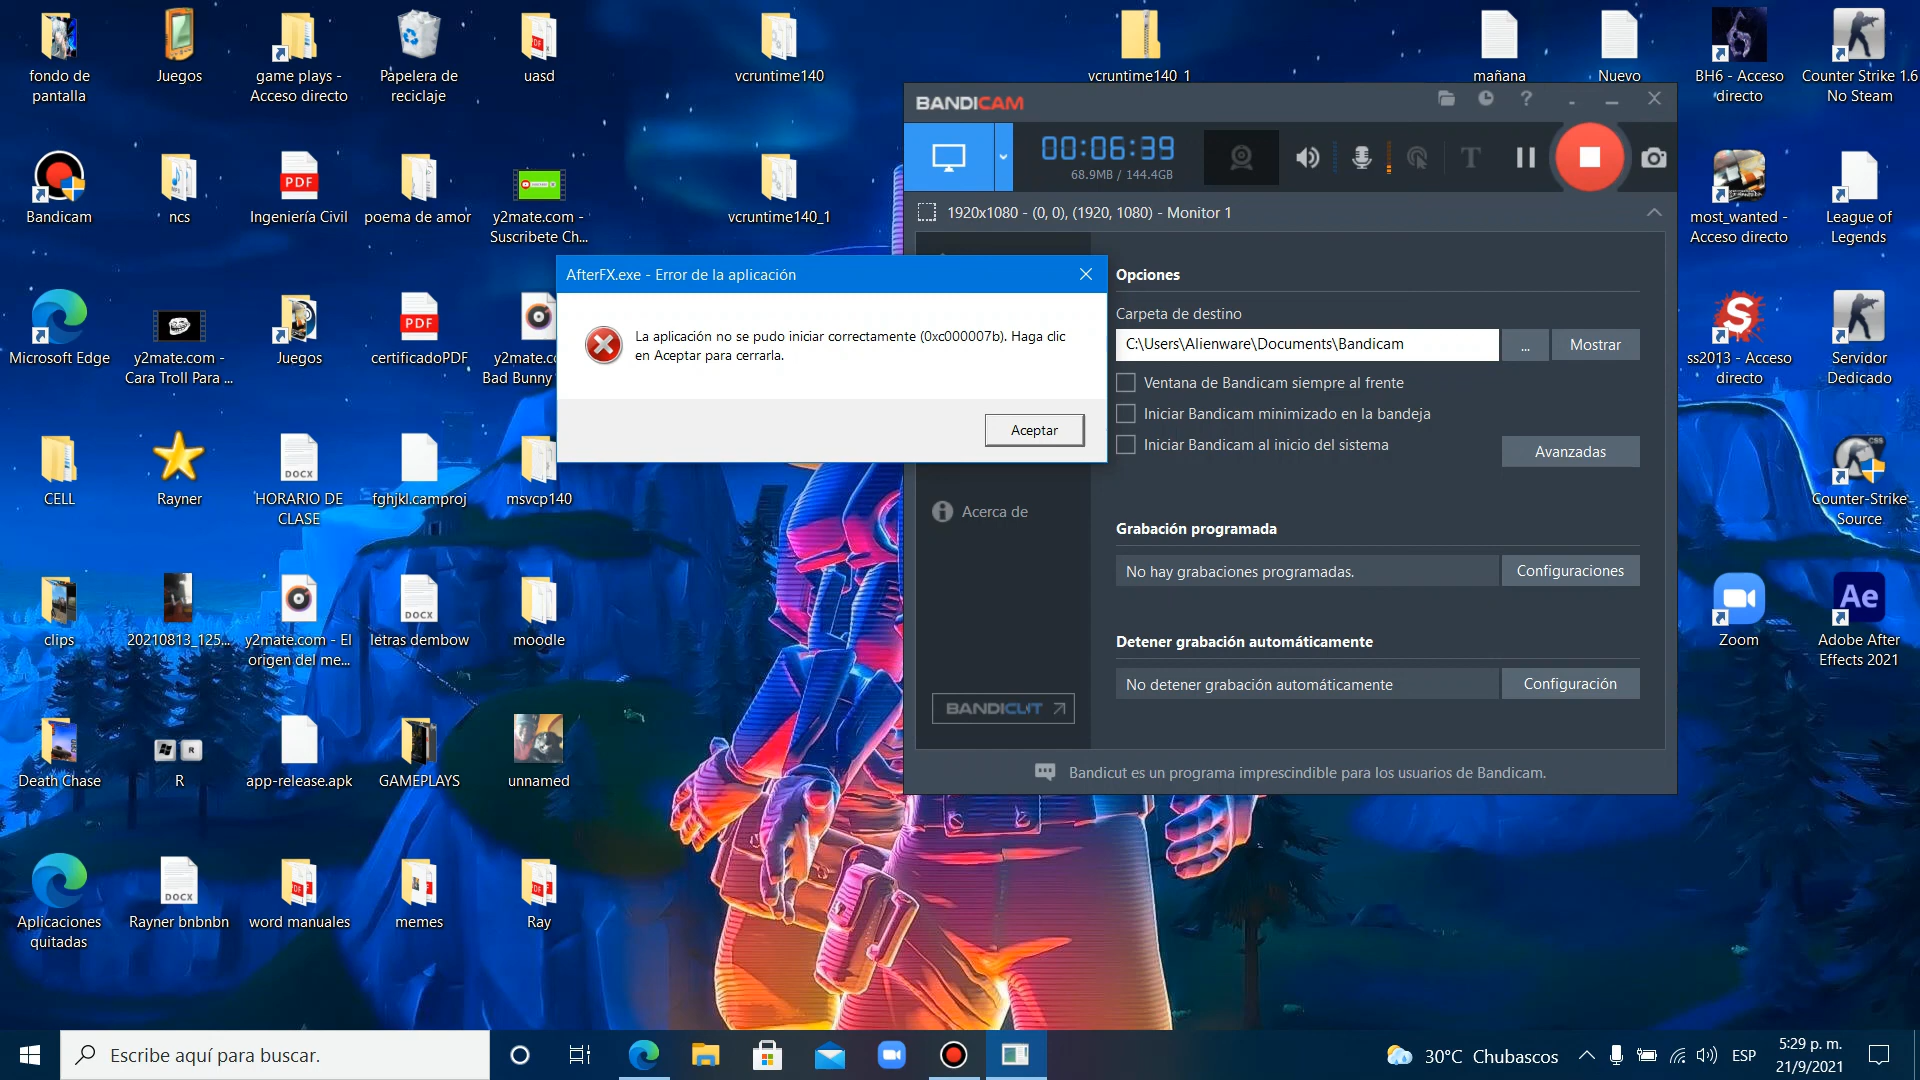 fondo de
pantalla
Juegos
game plays -
Acceso directo
Papelera de
reciclaje
uasd
vcruntime140
vcruntime140_1
mañana
Nuevo
BH6 - Acceso
directo
Counter Strike 1.6
No Steam
BANDICAM
00:06:39
68.9MB / 144.4GB
1920x1080 - (0, 0), (1920, 1080) - Monitor 1
Bandicam
ncs
PDF
Ingeniería Civil
poema de amor
y2mate.com -
Suscribete Ch...
vcruntime140_1
most_wanted -
Acceso directo
League of
Legends
AfterFX.exe - Error de la aplicación
La aplicación no se pudo iniciar correctamente (0xc000007b). Haga clic
en Aceptar para cerrarla.
Aceptar
Opciones
Carpeta de destino
C:\Users\Alienware\Documents\Bandicam
...
Mostrar
Ventana de Bandicam siempre al frente
Iniciar Bandicam minimizado en la bandeja
Iniciar Bandicam al inicio del sistema
Avanzadas
Acerca de
Grabación programada
No hay grabaciones programadas.
Configuraciones
Detener grabación automáticamente
No detener grabación automáticamente
Configuración
BANDICUT
Bandicut es un programa imprescindible para los usuarios de Bandicam.
Microsoft Edge
y2mate.com -
Cara Troll Para ...
Juegos
PDF
certificadoPDF
y2mate.co
Bad Bunny
ss2013 - Acceso
directo
Servidor
Dedicado
CELL
Rayner
DOCX
HORARIO DE
CLASE
fghjkl.camproj
msvcp140
CSS
Counter-Strike
Source
clips
20210813_125...
y2mate.com - El
origen del me...
DOCX
letras dembow
moodle
Zoom
Ae
Adobe After
Effects 2021
Death Chase
R
R
app-release.apk
GAMEPLAYS
unnamed
Aplicaciones
quitadas
DOCX
Rayner bnbnbn
word manuales
memes
Ray
Escribe aquí para buscar.
30°C Chubascos
ESP
5:29 p. m.
21/9/2021